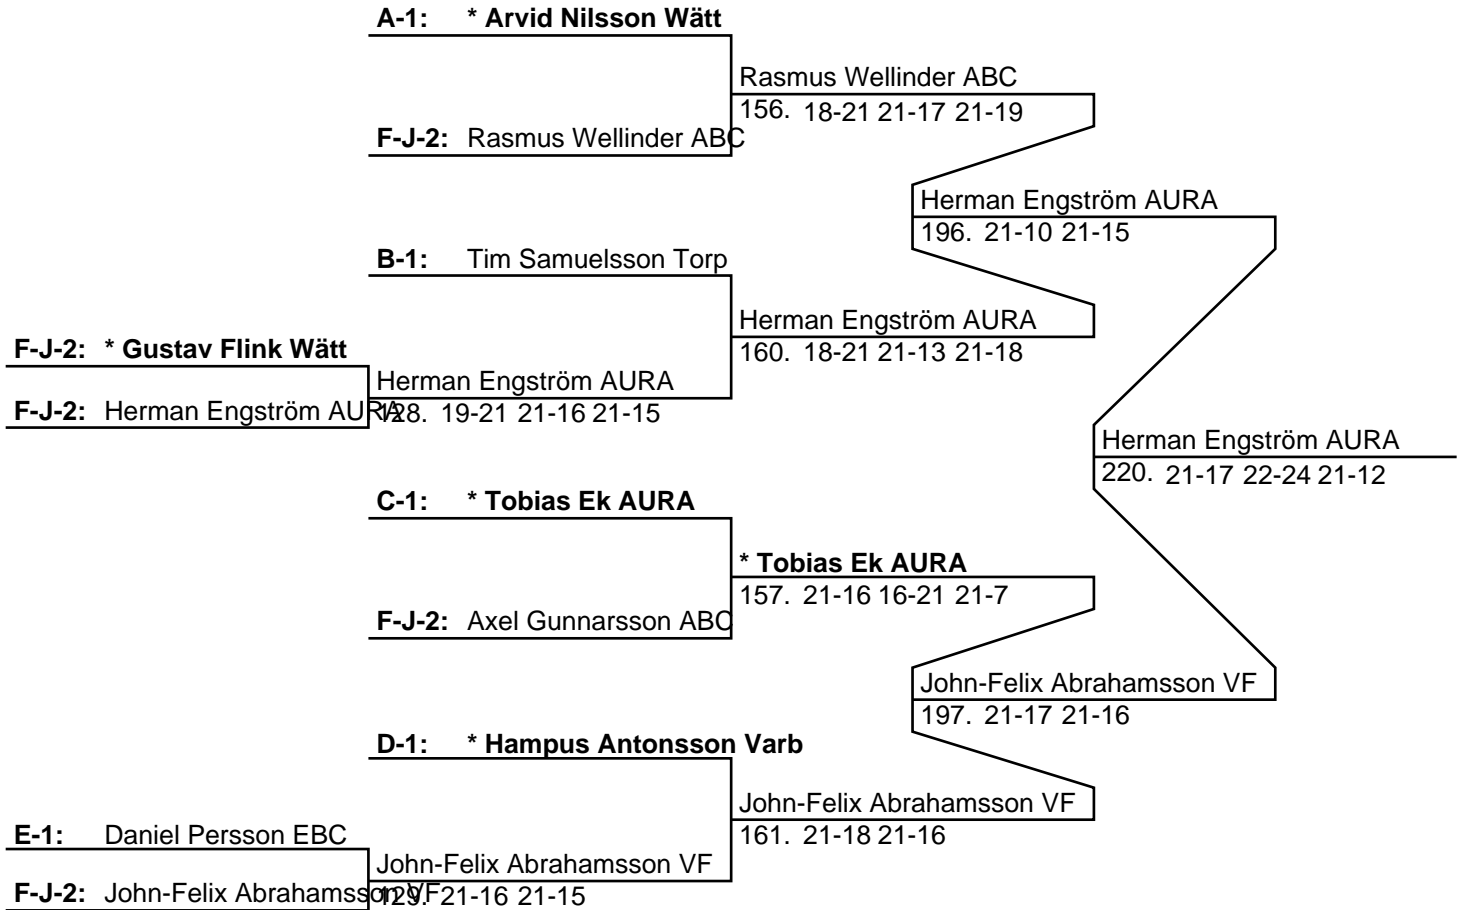 A-1: * Arvid Nilsson Wätt
Rasmus Wellinder ABC
156. 18-21 21-17 21-19
F-J-2: Rasmus Wellinder ABC
Herman Engström AURA
196. 21-10 21-15
B-1: Tim Samuelsson Torp
Herman Engström AURA
160. 18-21 21-13 21-18
F-J-2: * Gustav Flink Wätt
Herman Engström AURA
128. 19-21 21-16 21-15
F-J-2: Herman Engström AURA
Herman Engström AURA
220. 21-17 22-24 21-12
C-1: * Tobias Ek AURA
* Tobias Ek AURA
157. 21-16 16-21 21-7
F-J-2: Axel Gunnarsson ABC
John-Felix Abrahamsson VF
197. 21-17 21-16
D-1: * Hampus Antonsson Varb
John-Felix Abrahamsson VF
161. 21-18 21-16
E-1: Daniel Persson EBC
John-Felix Abrahamsson VF
129. 21-16 21-15
F-J-2: John-Felix Abrahamsson VF